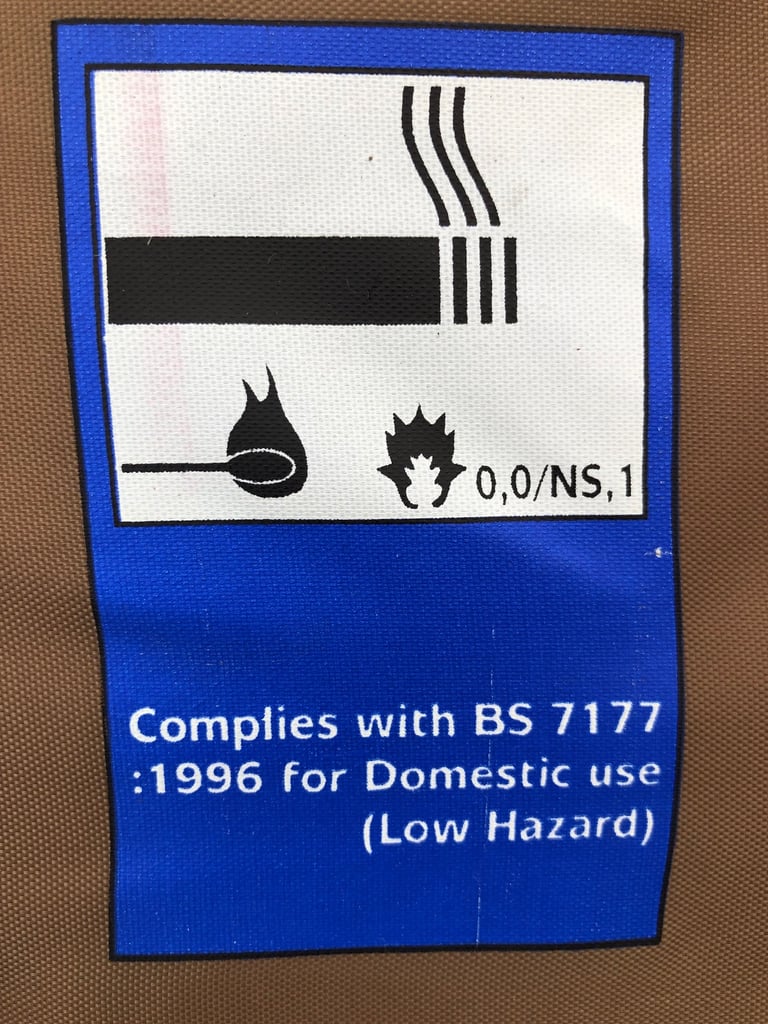 0,0/NS,1
Complies with BS 7177
:1996 for Domestic use
(Low Hazard)